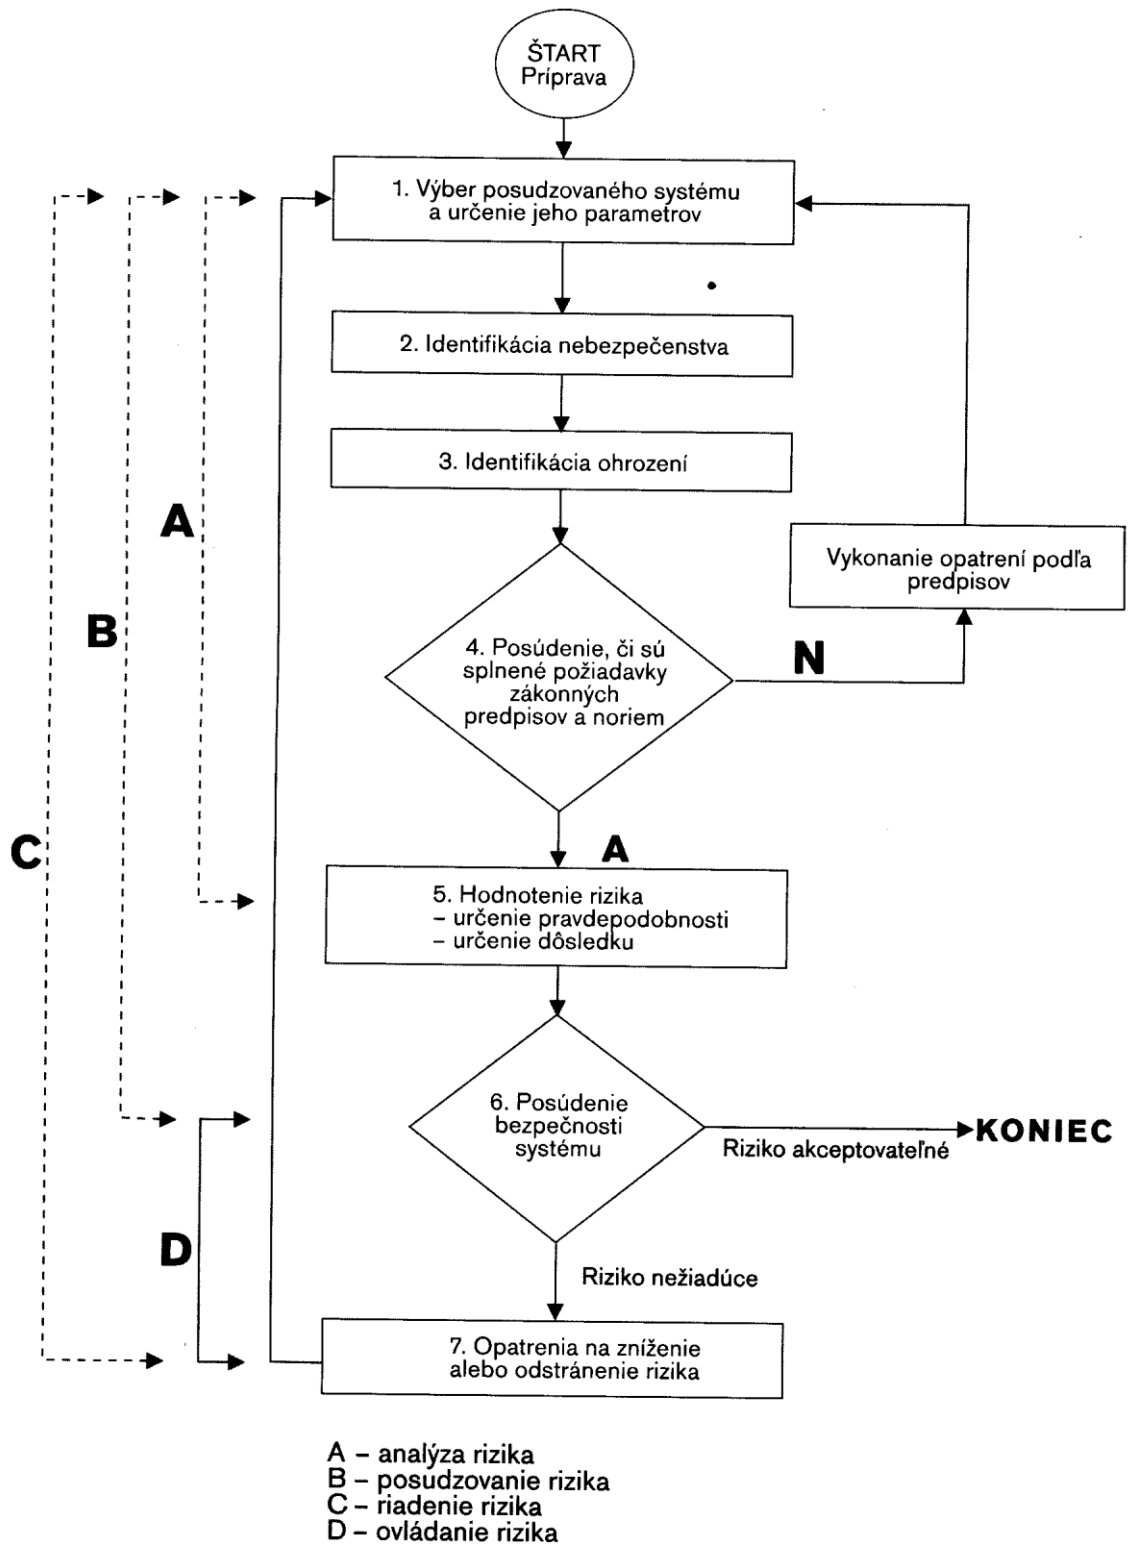 ŠTART
Príprava
1. Výber posudzovaného systému
a určenie jeho parametrov
2. Identifikácia nebezpečenstva
3. Identifikácia ohrození
A
Vykonanie opatrení podľa
predpisov
B
4. Posúdenie, či sú
splnené požiadavky
zákonných
predpisov a noriem
N
C
A
5. Hodnotenie rizika
– určenie pravdepodobnosti
– určenie dôsledku
6. Posúdenie
bezpečnosti
systému
KONIEC
Riziko akceptovateľné
D
Riziko nežiadúce
7. Opatrenia na zníženie
alebo odstránenie rizika
A – analýza rizika
B – posudzovanie rizika
C – riadenie rizika
D – ovládanie rizika